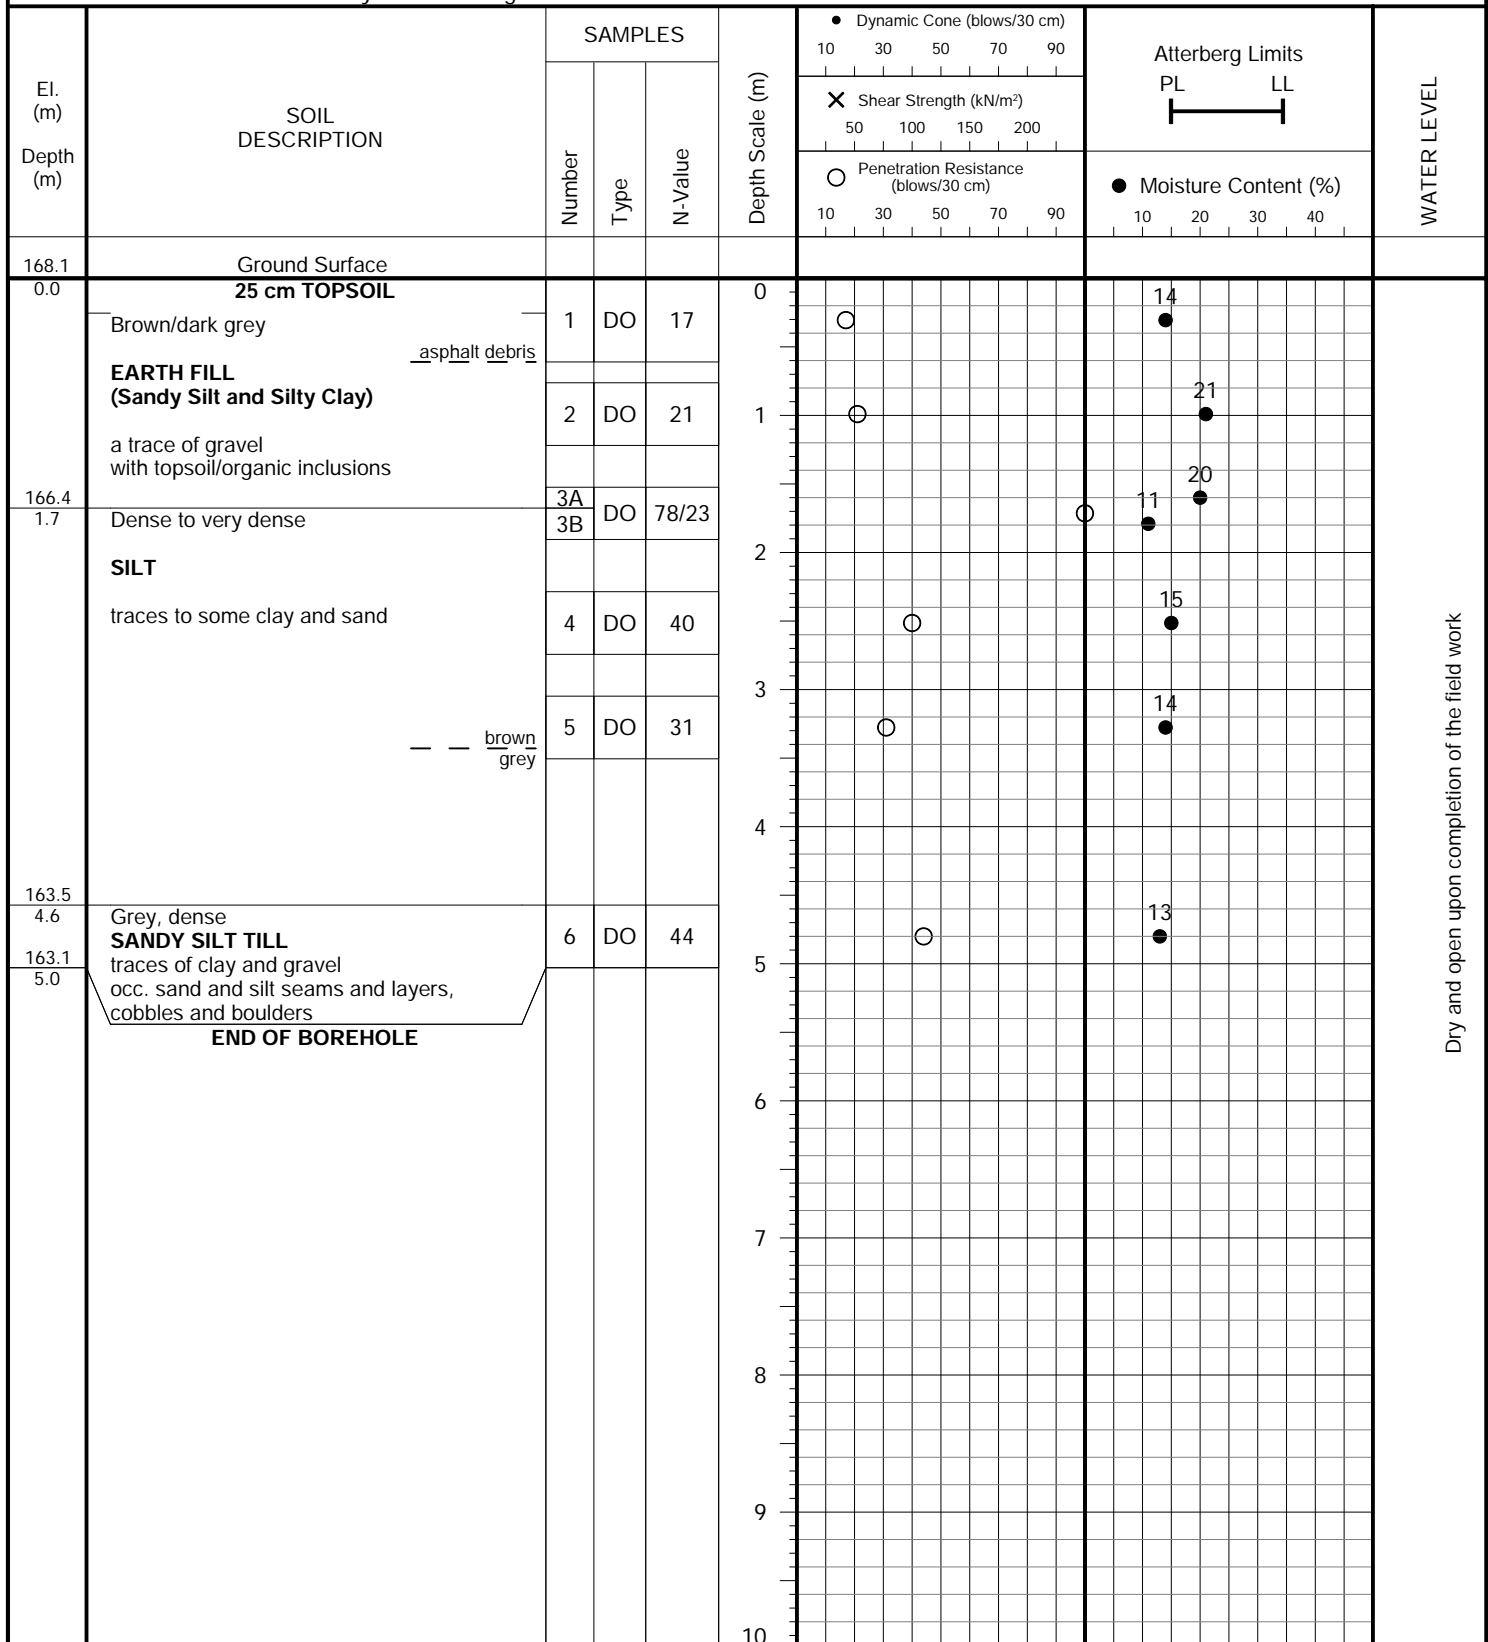 SAMPLES
El.
(m)
Depth
(m)
SOIL
DESCRIPTION
Number
Type
N-Value
Depth Scale (m)
Dynamic Cone (blows/30 cm)
10 30 50 70 90
Shear Strength (kN/m²)
50 100 150 200
Penetration Resistance
(blows/30 cm)
10 30 50 70 90
Atterberg Limits
PL LL
Moisture Content (%)
10 20 30 40
WATER LEVEL
168.1 Ground Surface
0.0 25 cm TOPSOIL 0
14
Brown/dark grey 1 DO 17
asphalt debris
EARTH FILL
(Sandy Silt and Silty Clay)
21
2 DO 21 1
a trace of gravel
with topsoil/organic inclusions
20
166.4 3A 11
DO 78/23
1.7 Dense to very dense 3B
2
SILT
15
traces to some clay and sand 4 DO 40
3
14
5 DO 31
brown
grey
4
163.5
4.6 Grey, dense 13
SANDY SILT TILL 6 DO 44
163.1 traces of clay and gravel 5
5.0 occ. sand and silt seams and layers,
cobbles and boulders
END OF BOREHOLE
6
7
8
9
10
Dry and open upon completion of the field work